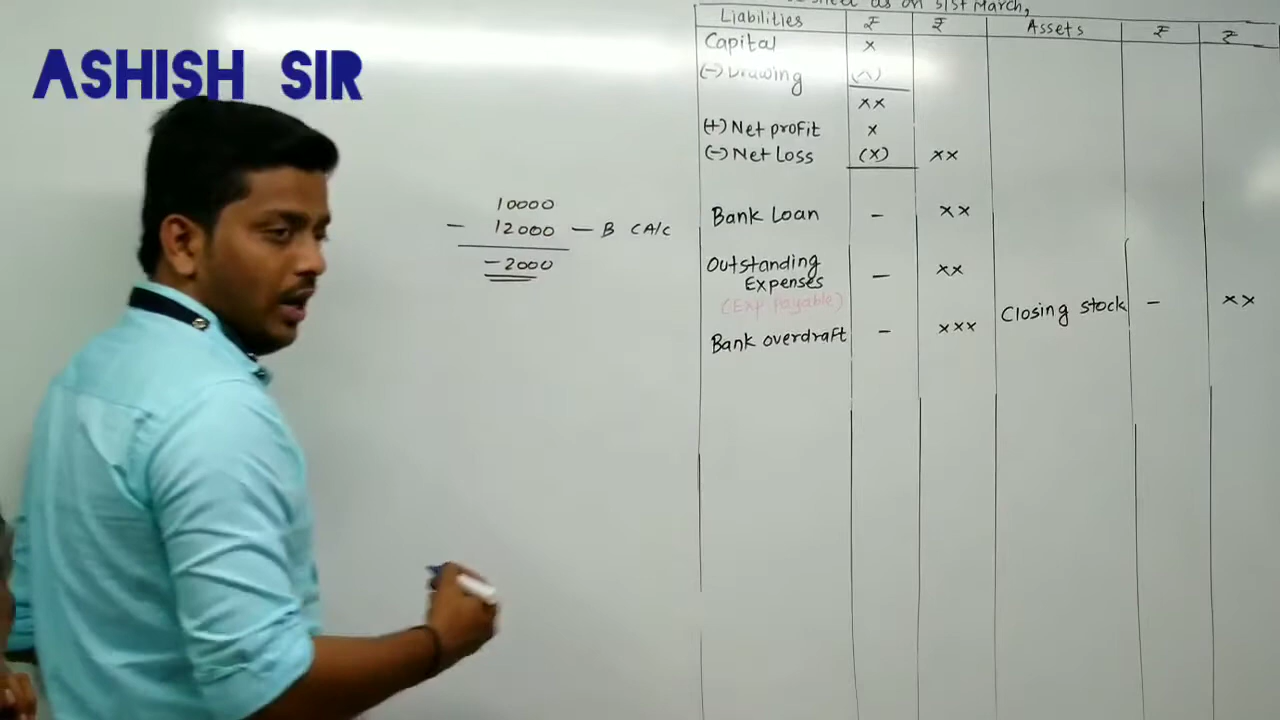 ASHISH SIR
sheet as on 31st March,
Liabilities ₹ ₹ Assets ₹ ₹
Capital x
(-) Drawing (x)
xx
(+) Net profit x
(-) Net Loss (x) xx
10000
- 12000 — B CA/C
-2000
Bank Loan - xx
Outstanding
Expenses - xx
(Exp payable)
Closing stock - xx
Bank overdraft - xxx